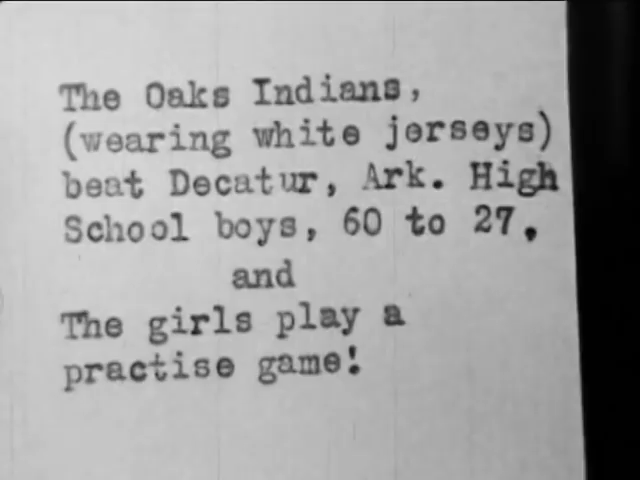 The Oaks Indians,
(wearing white jerseys)
beat Decatur, Ark. High
School boys, 60 to 27.
and
The girls play a
practise game!